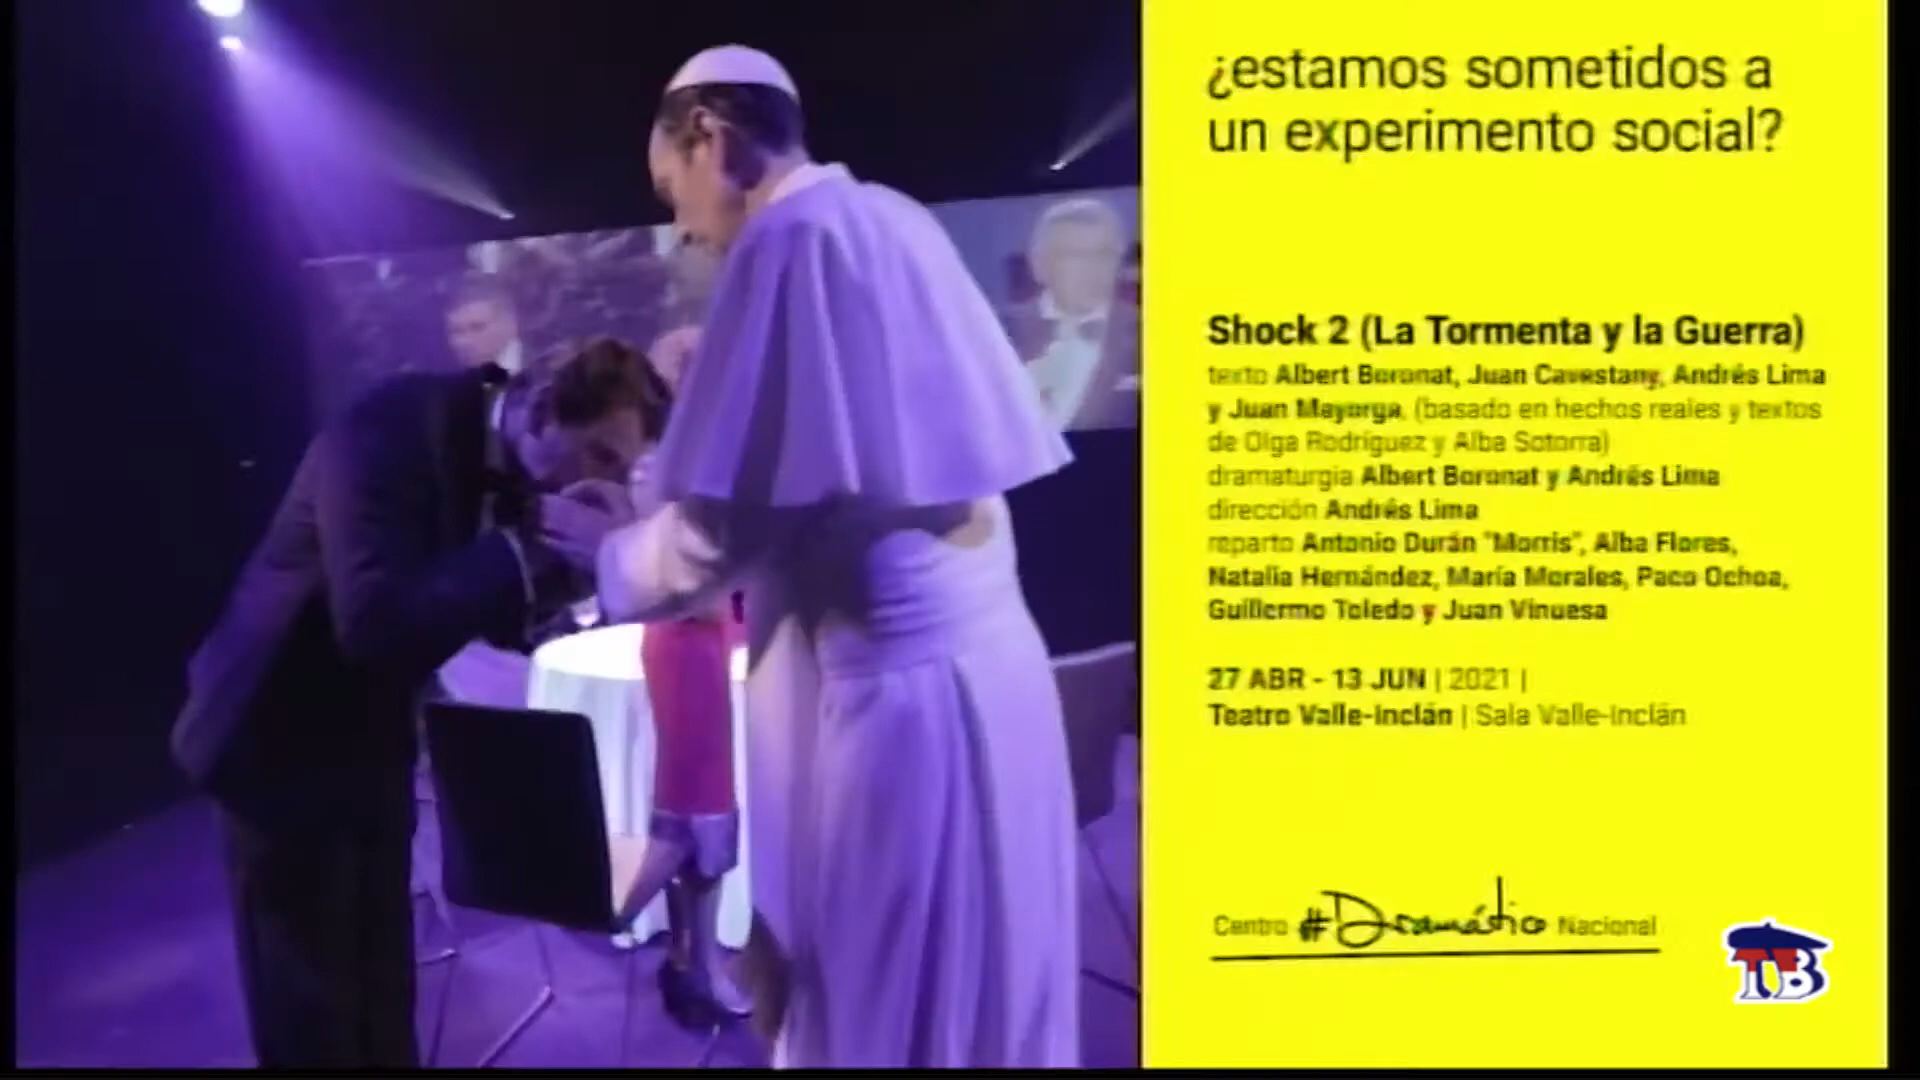 ¿estamos sometidos a
un experimento social?
Shock 2 (La Tormenta y la Guerra)
texto Albert Boronat, Juan Cavestany, Andrés Lima
y Juan Mayorga, (basado en hechos reales y textos
de Olga Rodríguez y Alba Sotorra)
dramaturgia Albert Boronat y Andrés Lima
dirección Andrés Lima
reparto Antonio Durán "Morris", Alba Flores,
Natalia Hernández, María Morales, Paco Ochoa,
Guillermo Toledo y Juan Vinuesa
27 ABR - 13 JUN | 2021 |
Teatro Valle-Inclán | Sala Valle-Inclán
Centro #Dramático Nacional
TB